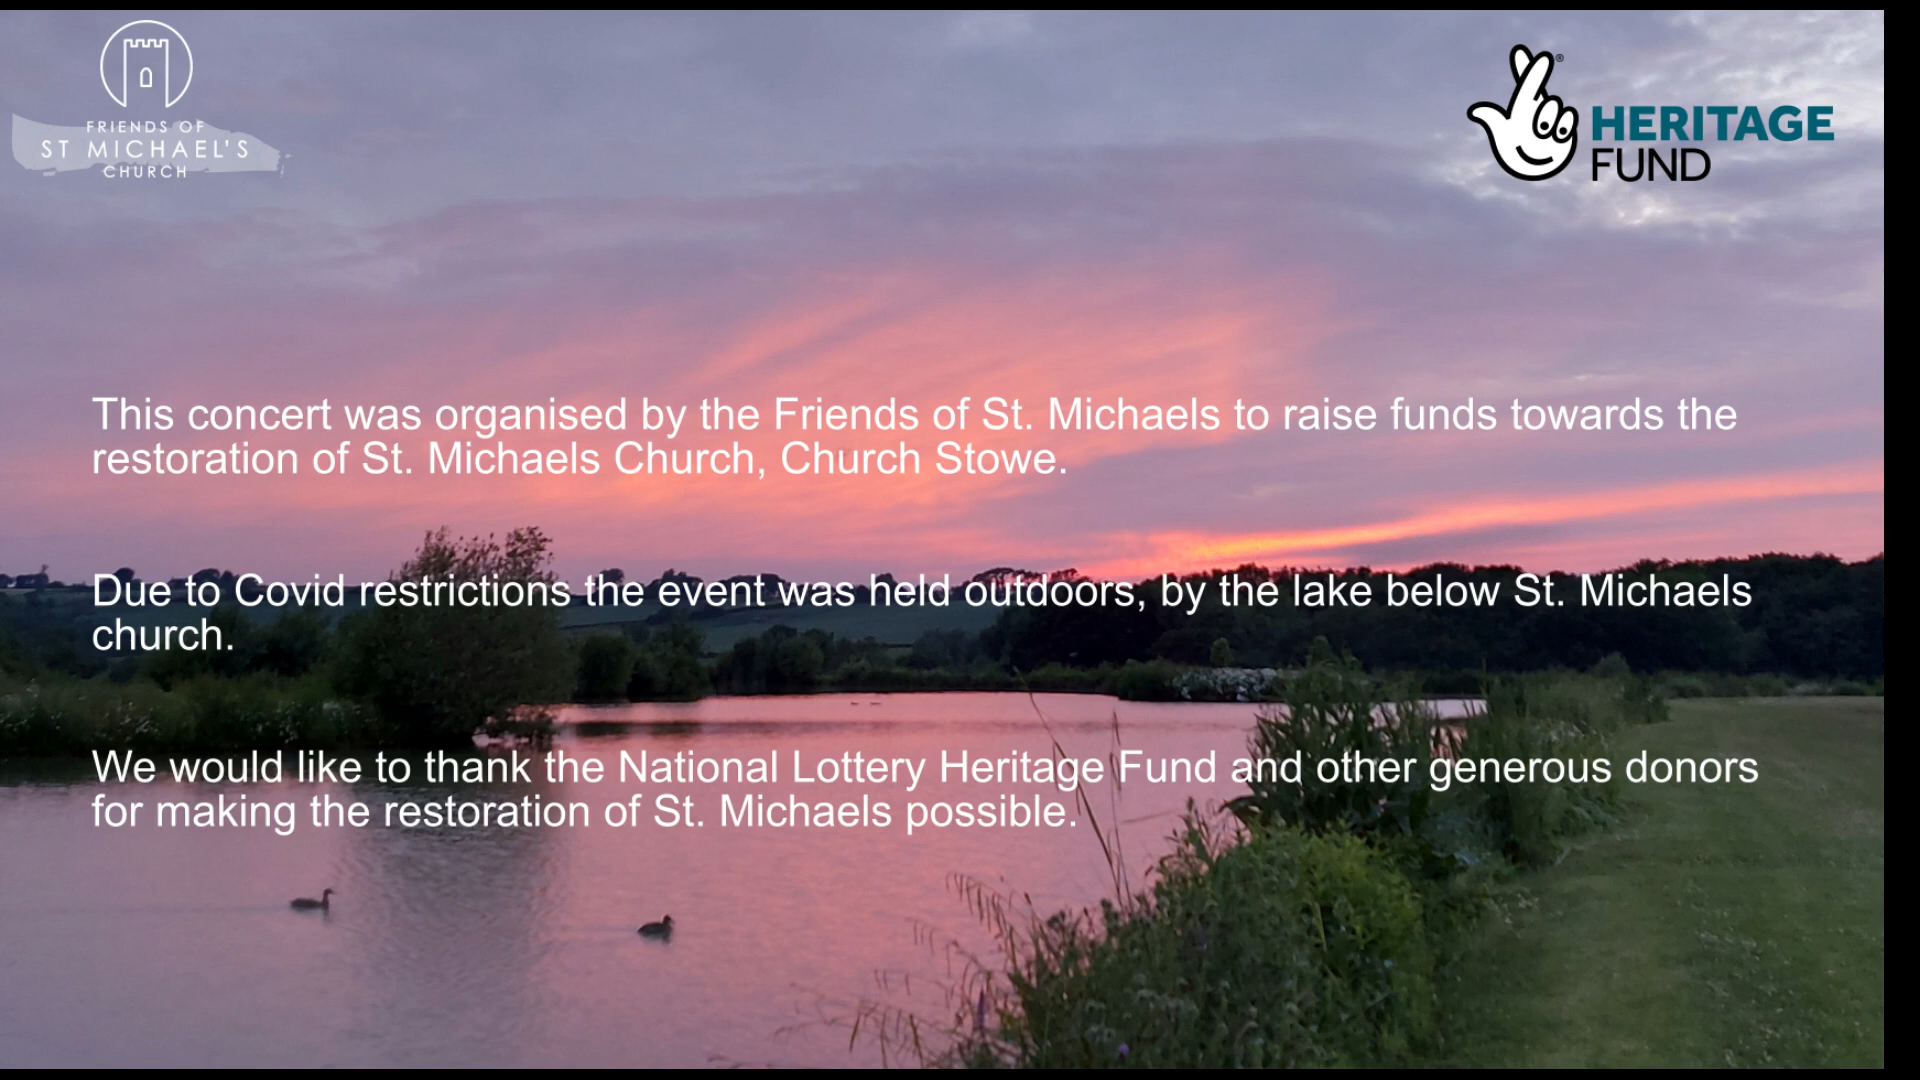 FRIENDS OF
ST MICHAEL'S
CHURCH
®
HERITAGE
FUND
This concert was organised by the Friends of St. Michaels to raise funds towards the
restoration of St. Michaels Church, Church Stowe.
Due to Covid restrictions the event was held outdoors, by the lake below St. Michaels
church.
We would like to thank the National Lottery Heritage Fund and other generous donors
for making the restoration of St. Michaels possible.